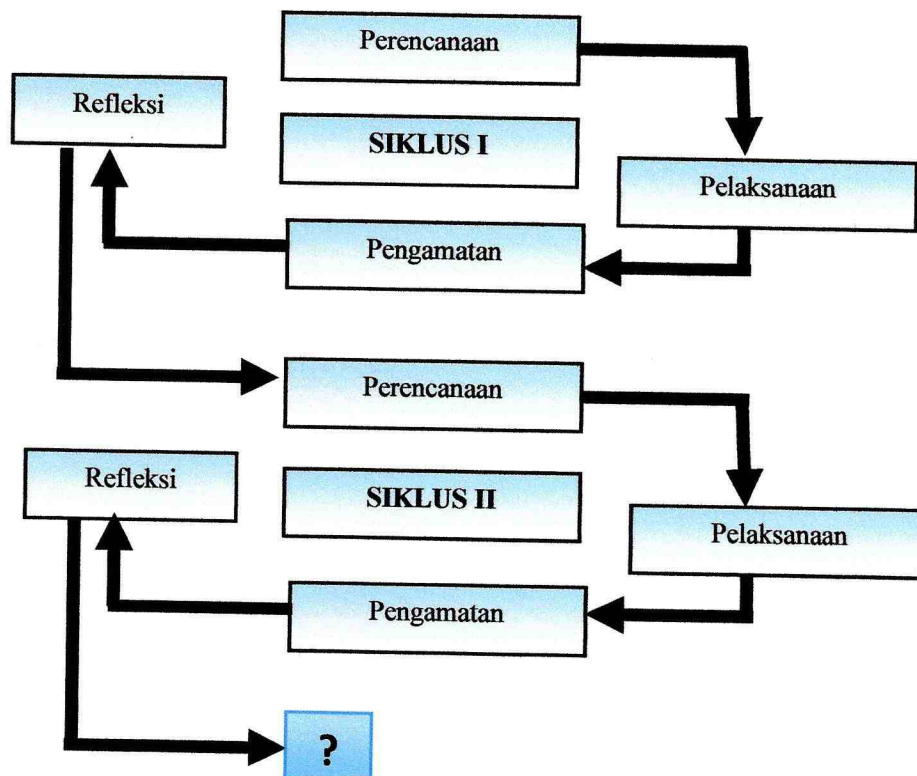 Perencanaan
Refleksi
SIKLUS I
Pelaksanaan
Pengamatan
Perencanaan
Refleksi
SIKLUS II
Pelaksanaan
Pengamatan
?